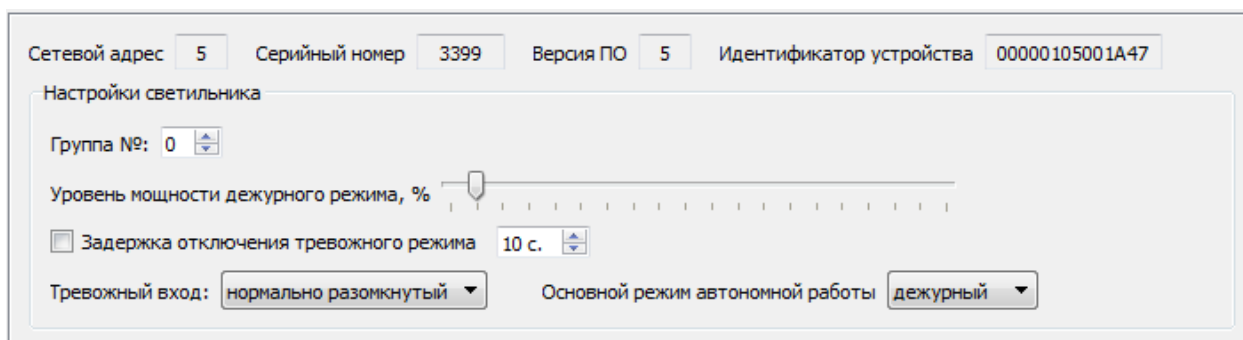 Сетевой адрес 5 Серийный номер 3399 Версия ПО 5 Идентификатор устройства 00000105001A47
Настройки светильника
Группа №: 0
Уровень мощности дежурного режима, %
Задержка отключения тревожного режима 10 с.
Тревожный вход: нормально разомкнутый Основной режим автономной работы дежурный